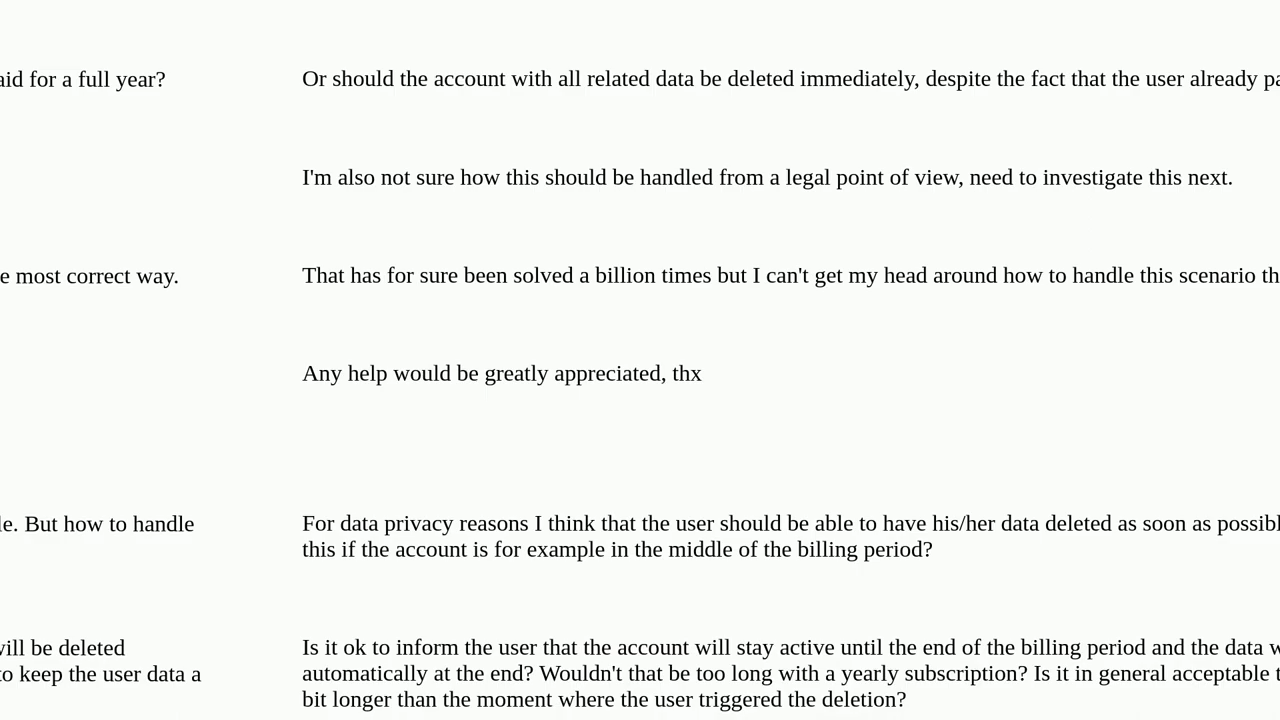 aid for a full year?
e most correct way.
le. But how to handle
will be deleted
to keep the user data a
Or should the account with all related data be deleted immediately, despite the fact that the user already pa
I'm also not sure how this should be handled from a legal point of view, need to investigate this next.
That has for sure been solved a billion times but I can't get my head around how to handle this scenario th
Any help would be greatly appreciated, thx
For data privacy reasons I think that the user should be able to have his/her data deleted as soon as possibl
this if the account is for example in the middle of the billing period?
Is it ok to inform the user that the account will stay active until the end of the billing period and the data w
automatically at the end? Wouldn't that be too long with a yearly subscription? Is it in general acceptable t
bit longer than the moment where the user triggered the deletion?